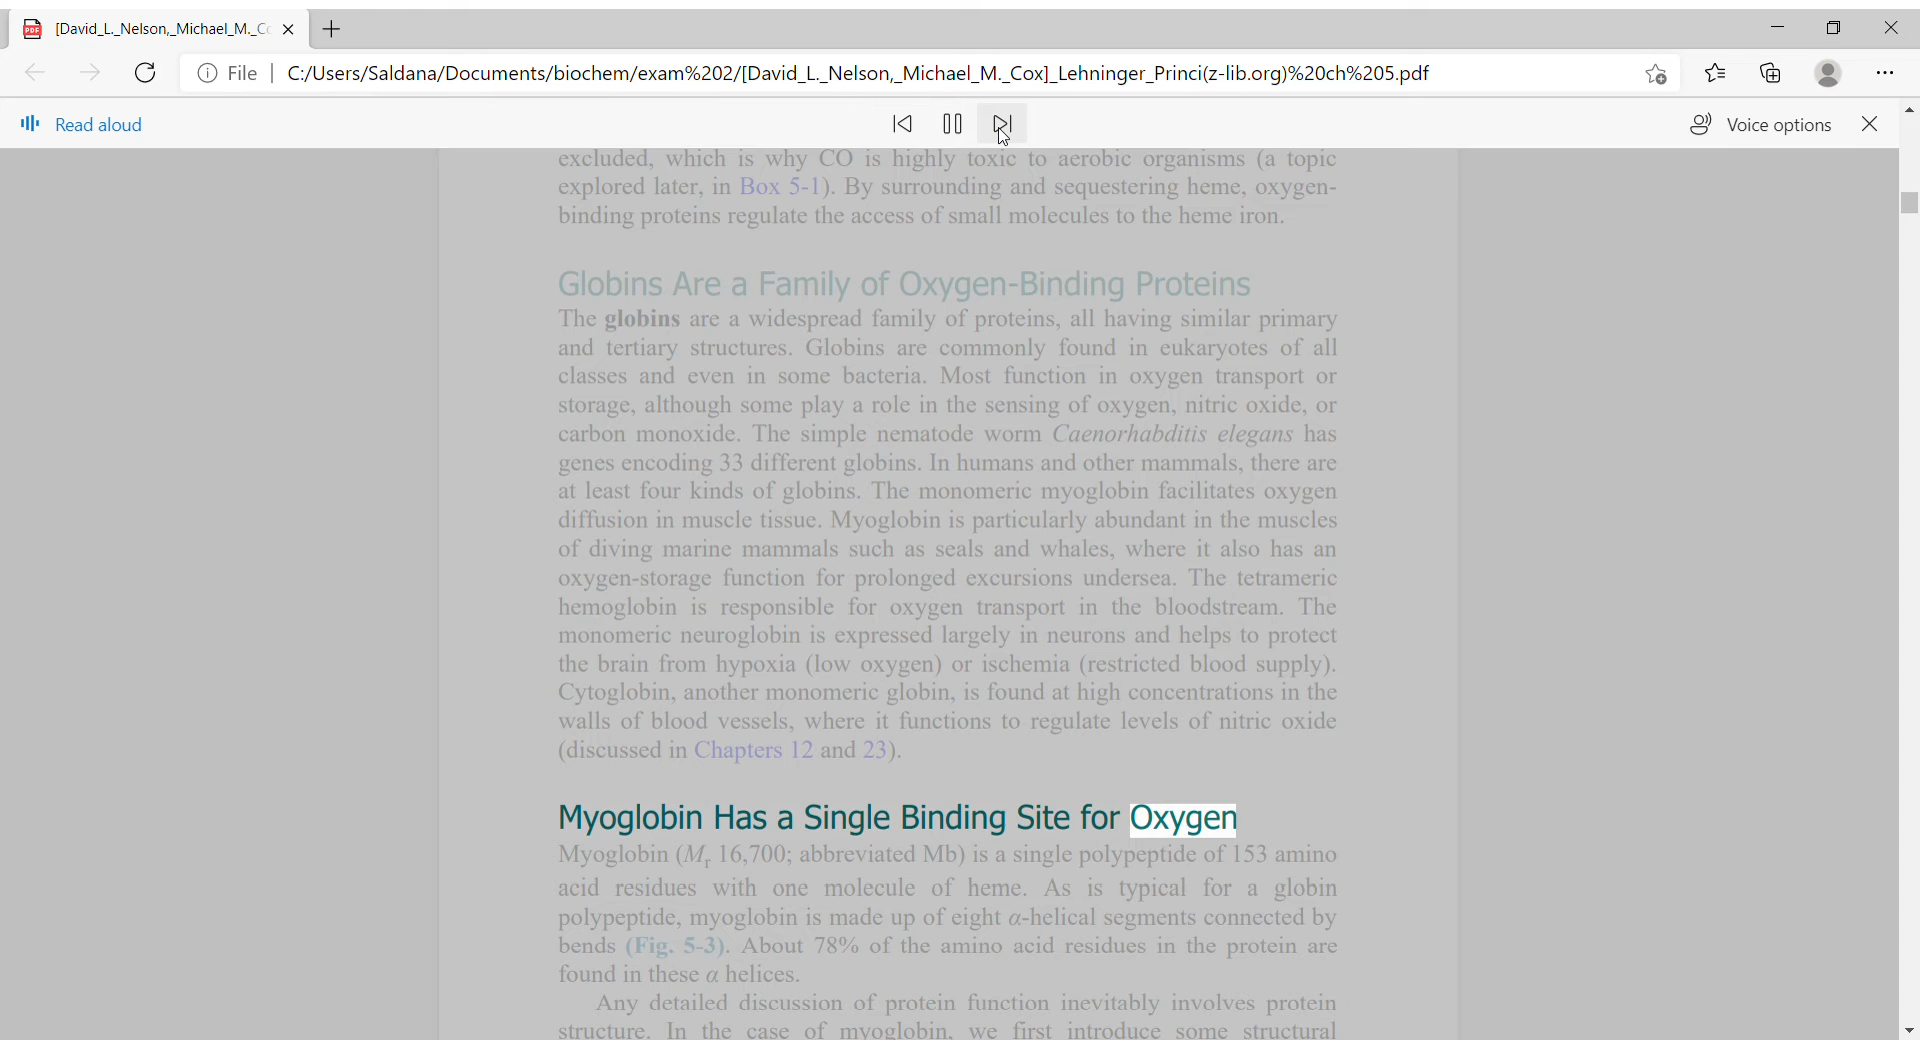 [David_L._Nelson,_Michael_M._Co
File
C:/Users/Saldana/Documents/biochem/exam%202/[David_L._Nelson,_Michael_M._Cox]_Lehninger_Princi(z-lib.org)%20ch%205.pdf
Read aloud
Voice options
excluded, which is why CO is highly toxic to aerobic organisms (a topic
explored later, in Box 5-1). By surrounding and sequestering heme, oxygen-
binding proteins regulate the access of small molecules to the heme iron.
Globins Are a Family of Oxygen-Binding Proteins
The globins are a widespread family of proteins, all having similar primary
and tertiary structures. Globins are commonly found in eukaryotes of all
classes and even in some bacteria. Most function in oxygen transport or
storage, although some play a role in the sensing of oxygen, nitric oxide, or
carbon monoxide. The simple nematode worm Caenorhabditis elegans has
genes encoding 33 different globins. In humans and other mammals, there are
at least four kinds of globins. The monomeric myoglobin facilitates oxygen
diffusion in muscle tissue. Myoglobin is particularly abundant in the muscles
of diving marine mammals such as seals and whales, where it also has an
oxygen-storage function for prolonged excursions undersea. The tetrameric
hemoglobin is responsible for oxygen transport in the bloodstream. The
monomeric neuroglobin is expressed largely in neurons and helps to protect
the brain from hypoxia (low oxygen) or ischemia (restricted blood supply).
Cytoglobin, another monomeric globin, is found at high concentrations in the
walls of blood vessels, where it functions to regulate levels of nitric oxide
(discussed in Chapters 12 and 23).
Myoglobin Has a Single Binding Site for Oxygen
Myoglobin (Mr 16,700; abbreviated Mb) is a single polypeptide of 153 amino
acid residues with one molecule of heme. As is typical for a globin
polypeptide, myoglobin is made up of eight α-helical segments connected by
bends (Fig. 5-3). About 78% of the amino acid residues in the protein are
found in these α helices.
Any detailed discussion of protein function inevitably involves protein
structure. In the case of myoglobin, we first introduce some structural